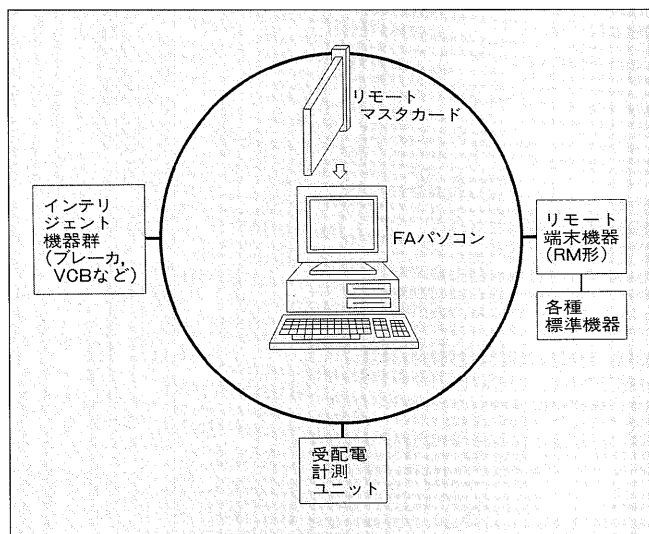 リモート
マスタカード
FAパソコン
インテリ
ジェント
機器群
(ブレーカ,
VCBなど)
リモート
端末機器
(RM形)
各種
標準機器
受配電
計測
ユニット